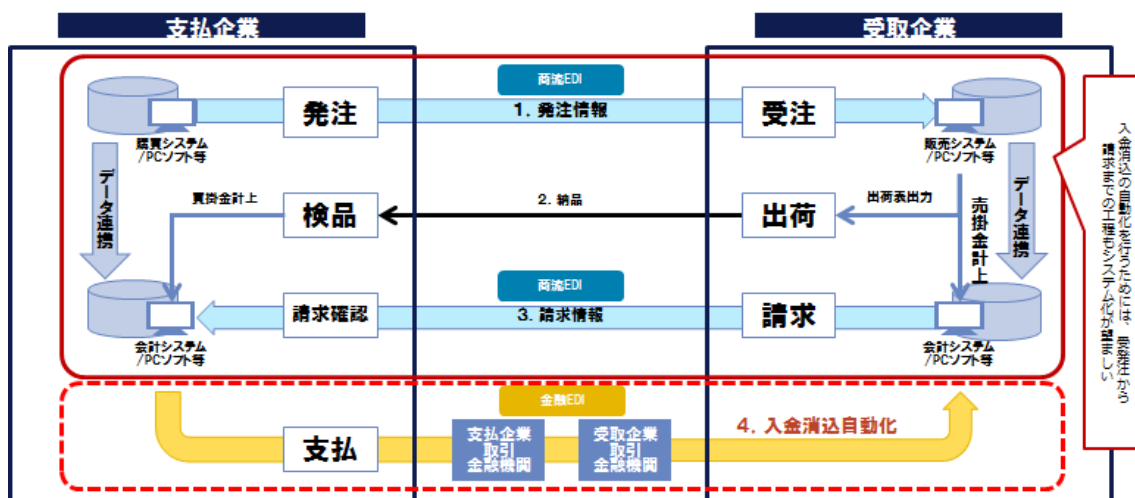 支払企業
受取企業
商流EDI
発注
1. 発注情報
受注
購買システム
/PCソフト等
販売システム
/PCソフト等
データ連携
買掛金計上
検品
2. 納品
出荷
出荷表出力
売掛金計上
データ連携
商流EDI
請求確認
3. 請求情報
請求
会計システム
/PCソフト等
会計システム
/PCソフト等
入金消込の自動化を行うためには、受発注から
請求までの工程もシステム化が望ましい
金融EDI
支払
支払企業
取引
金融機関
受取企業
取引
金融機関
4. 入金消込自動化